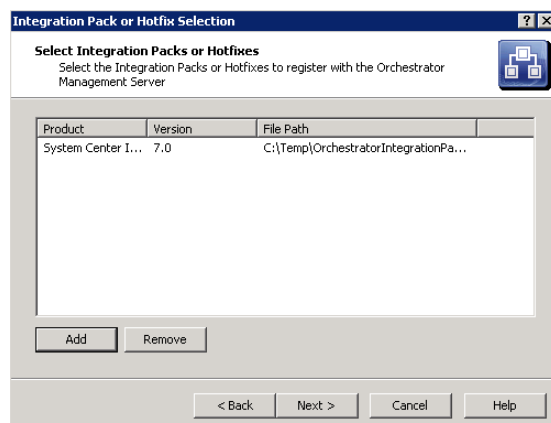 Integration Pack or Hotfix Selection
Select Integration Packs or Hotfixes
Select the Integration Packs or Hotfixes to register with the Orchestrator
Management Server
Product Version File Path
System Center I... 7.0 C:\Temp\OrchestratorIntegrationPa...
Add Remove
< Back Next > Cancel Help